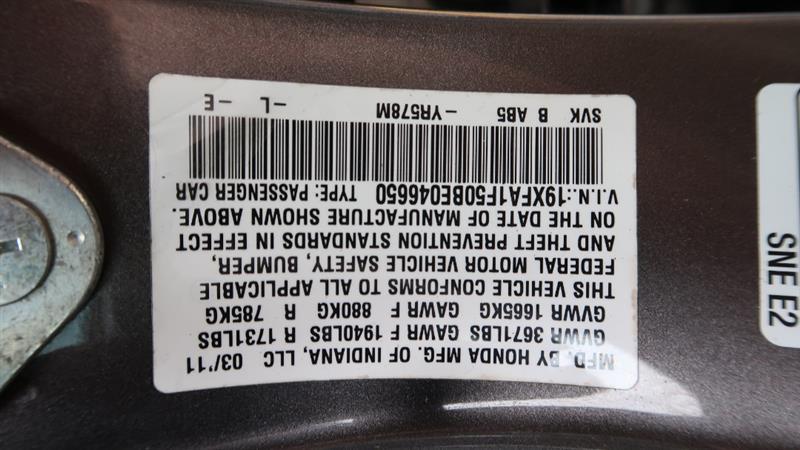 MFD. BY HONDA MFG. OF INDIANA, LLC 03/'11
GVWR 3671LBS GAWR F 1940LBS R 1731LBS
GVWR 1665KG GAWR F 880KG R 785KG
THIS VEHICLE CONFORMS TO ALL APPLICABLE
FEDERAL MOTOR VEHICLE SAFETY, BUMPER,
AND THEFT PREVENTION STANDARDS IN EFFECT
ON THE DATE OF MANUFACTURE SHOWN ABOVE.
V.I.N.:19XFA1F50BE046650 TYPE: PASSENGER CAR
SVK B AB5 -YR578M -L -E
SNE E2